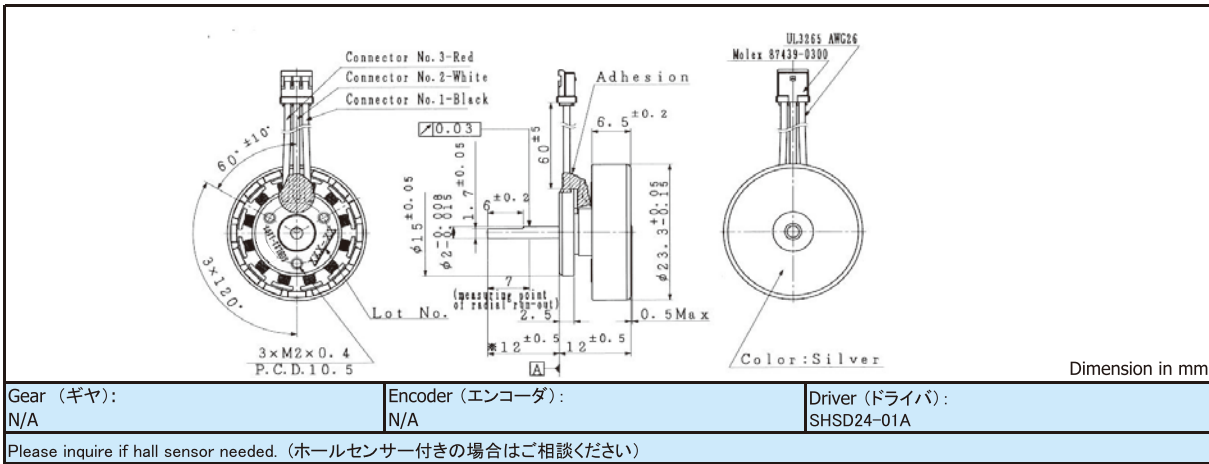 Connector No.3-Red
Connector No.2-White
Connector No.1-Black
60° ±10°
3×120°
Lot No.
3×M2×0.4
P.C.D.10.5
0.03
Adhesion
6.5 ±0.2
60±5
1.7 ±0.05
6 ±0.2
φ15±0.05
φ2-0.008
-0.015
7
(measuring point
of radial run-out)
2.5
0.5Max
※12 ±0.5
12 ±0.5
A
φ23.3+0.05
-0.15
UL3265 AWG26
Molex 87439-0300
Color:Silver
Dimension in mm
Gear （ギヤ）:
N/A
Encoder（エンコーダ）:
N/A
Driver（ドライバ）:
SHSD24-01A
Please inquire if hall sensor needed.（ホールセンサー付きの場合はご相談ください）